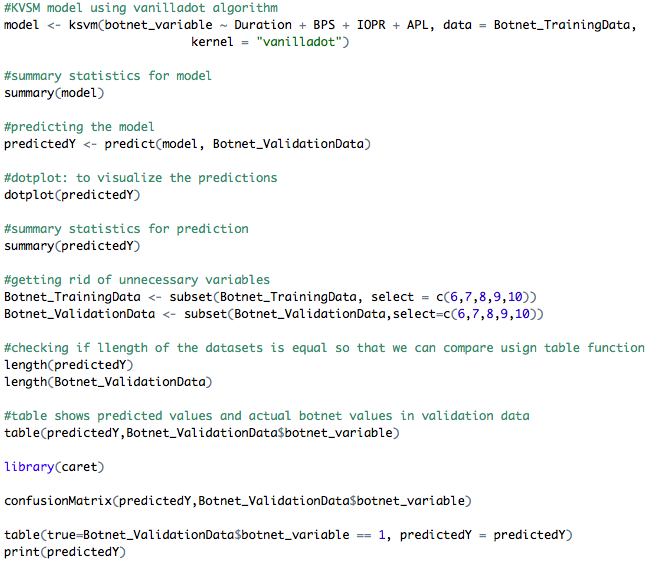 #KVSM model using vanilladot algorithm
model <- ksvm(botnet_variable ~ Duration + BPS + IOPR + APL, data = Botnet_TrainingData,
kernel = "vanilladot")
#summary statistics for model
summary(model)
#predicting the model
predictedY <- predict(model, Botnet_ValidationData)
#dotplot: to visualize the predictions
dotplot(predictedY)
#summary statistics for prediction
summary(predictedY)
#getting rid of unnecessary variables
Botnet_TrainingData <- subset(Botnet_TrainingData, select = c(6,7,8,9,10))
Botnet_ValidationData <- subset(Botnet_ValidationData,select=c(6,7,8,9,10))
#checking if llength of the datasets is equal so that we can compare usign table function
length(predictedY)
length(Botnet_ValidationData)
#table shows predicted values and actual botnet values in validation data
table(predictedY,Botnet_ValidationData$botnet_variable)
library(caret)
confusionMatrix(predictedY,Botnet_ValidationData$botnet_variable)
table(true=Botnet_ValidationData$botnet_variable == 1, predictedY = predictedY)
print(predictedY)